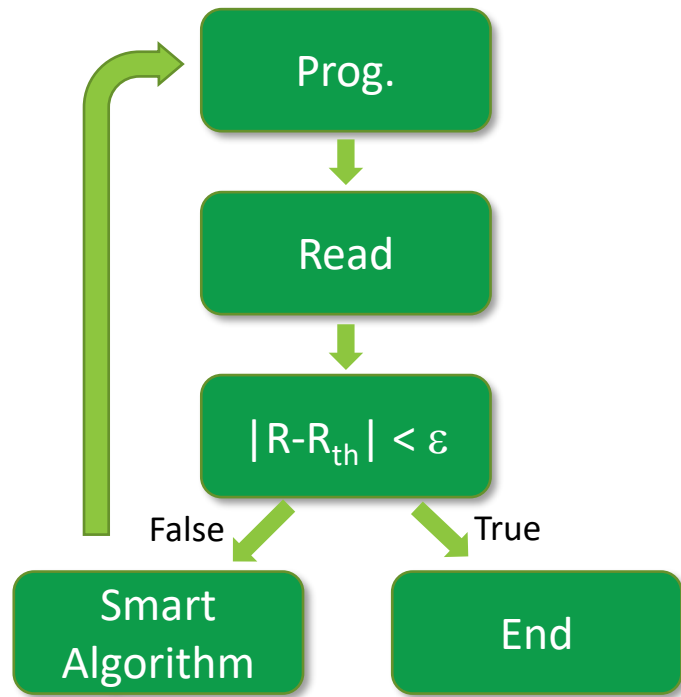 Prog.
Read
|R-R_th| < ε
False
True
Smart
Algorithm
End